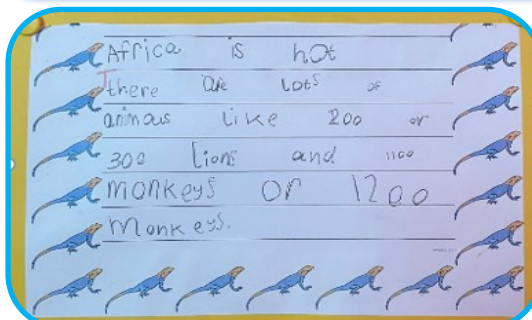 Africa is hot
There are lots of
animals like 200 or
300 lions and 1100
monkeys or 1200
monkeys.